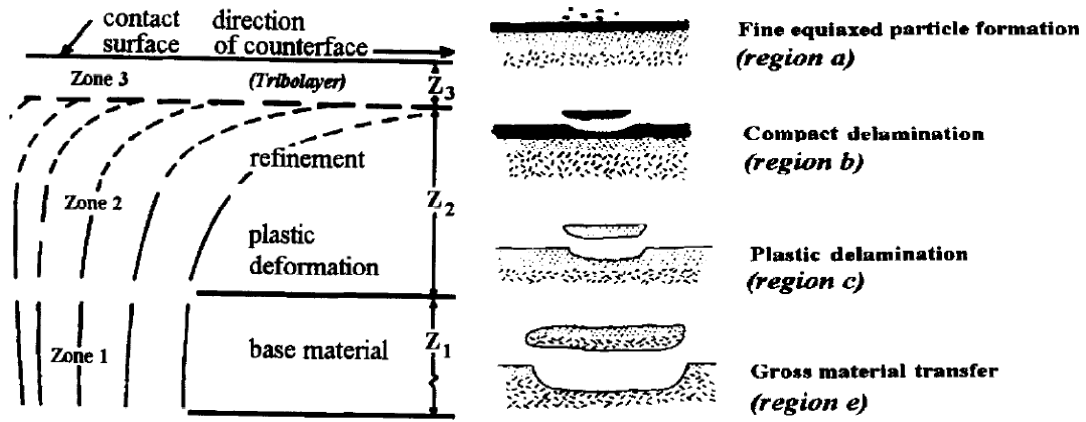 contact
surface
direction
of counterface
Zone 3
(Tribolayer)
Z3
refinement
Zone 2
Z2
plastic
deformation
Zone 1
base material
Z1
Fine equiaxed particle formation
(region a)
Compact delamination
(region b)
Plastic delamination
(region c)
Gross material transfer
(region e)